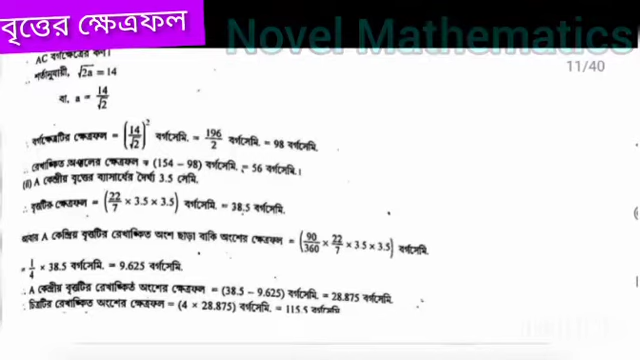 বৃত্তের ক্ষেত্রফল
Novel Mathematics
11/40
AC বর্গক্ষেত্রের কর্ণ।
∴ শর্তানুযায়ী, √2a = 14
বা, a = 14/√2
∴ বর্গক্ষেত্রটির ক্ষেত্রফল = (14/√2)² বর্গসেমি. = 196/2 বর্গসেমি. = 98 বর্গসেমি.
∴ রেখাঙ্কিত অঞ্চলের ক্ষেত্রফল = (154 – 98) বর্গসেমি. = 56 বর্গসেমি.।
(ii) A কেন্দ্রীয় বৃত্তের ব্যাসার্ধের দৈর্ঘ্য 3.5 সেমি.
∴ বৃত্তটির ক্ষেত্রফল = (22/7 × 3.5 × 3.5) বর্গসেমি. = 38.5 বর্গসেমি.
আবার A কেন্দ্রিয় বৃত্তটির রেখাঙ্কিত অংশ ছাড়া বাকি অংশের ক্ষেত্রফল = (90/360 × 22/7 × 3.5 × 3.5) বর্গসেমি.
= 1/4 × 38.5 বর্গসেমি. = 9.625 বর্গসেমি.
∴ A কেন্দ্রীয় বৃত্তটির রেখাঙ্কিত অংশের ক্ষেত্রফল = (38.5 – 9.625) বর্গসেমি. = 28.875 বর্গসেমি.
∴ চিত্রটির রেখাঙ্কিত অংশের ক্ষেত্রফল = (4 × 28.875) বর্গসেমি. = 115.5 বর্গসেমি.